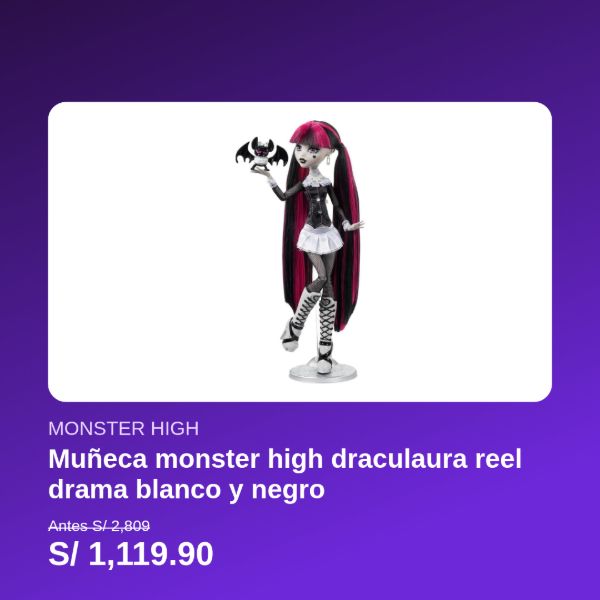 MONSTER HIGH
Muñeca monster high draculaura reel
drama blanco y negro
Antes S/ 2,809
S/ 1,119.90